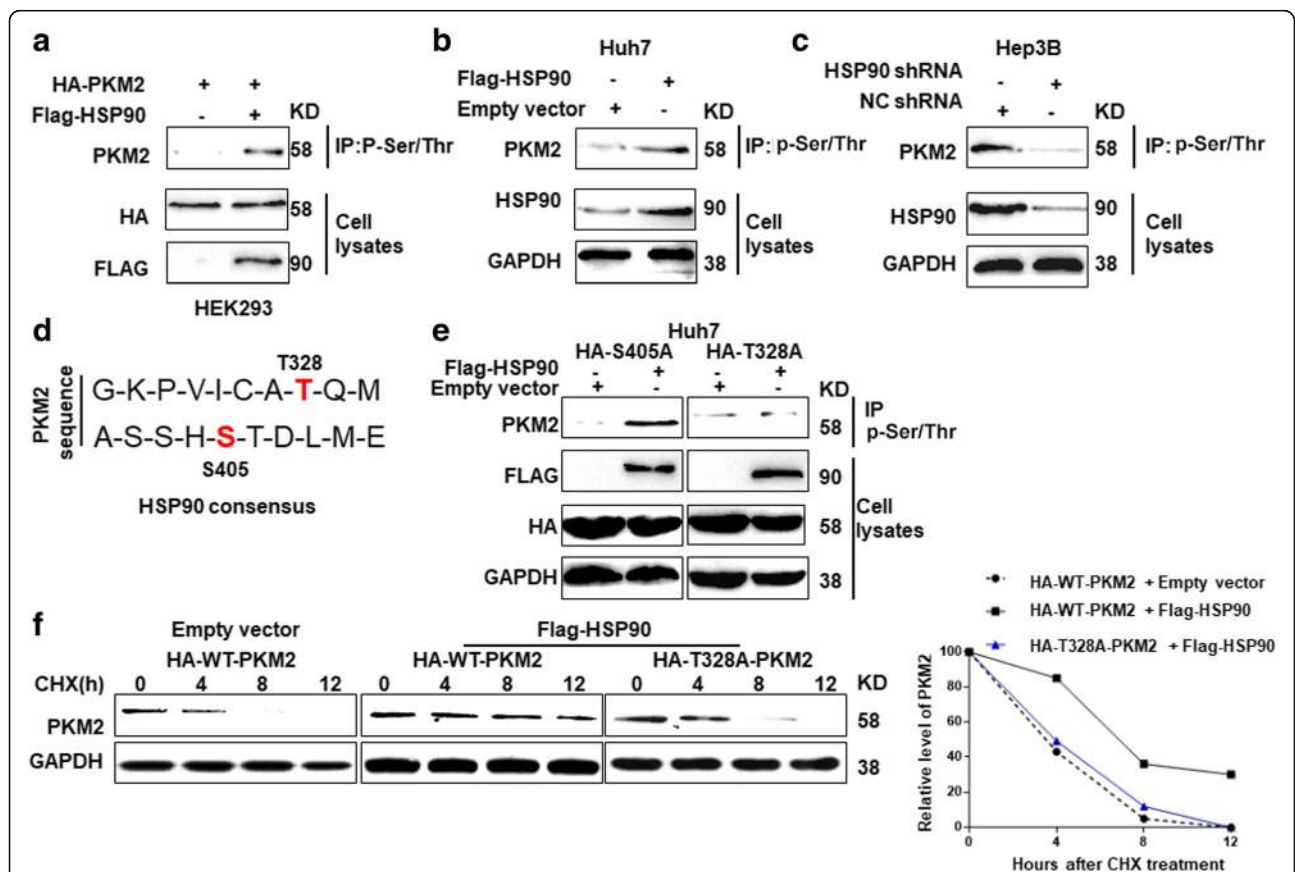 a
HA-PKM2 + +
Flag-HSP90 - + KD
PKM2 58 IP:P-Ser/Thr
HA 58
FLAG 90
Cell lysates
HEK293
b
Huh7
Flag-HSP90 - +
Empty vector + - KD
PKM2 58 IP: p-Ser/Thr
HSP90 90
GAPDH 38
Cell lysates
c
Hep3B
HSP90 shRNA - +
NC shRNA + - KD
PKM2 58 IP: p-Ser/Thr
HSP90 90
GAPDH 38
Cell lysates
d
PKM2 sequence
T328
G-K-P-V-I-C-A-T-Q-M
A-S-S-H-S-T-D-L-M-E
S405
HSP90 consensus
e
Huh7
HA-S405A HA-T328A
Flag-HSP90 - + - +
Empty vector + - + - KD
PKM2 58 IP p-Ser/Thr
FLAG 90
HA 58
GAPDH 38
Cell lysates
f
Empty vector Flag-HSP90
HA-WT-PKM2 HA-WT-PKM2 HA-T328A-PKM2
CHX(h) 0 4 8 12 0 4 8 12 0 4 8 12 KD
PKM2 58
GAPDH 38
HA-WT-PKM2 + Empty vector
HA-WT-PKM2 + Flag-HSP90
HA-T328A-PKM2 + Flag-HSP90
Relative level of PKM2
100
80
60
40
20
0
0 4 8 12
Hours after CHX treatment